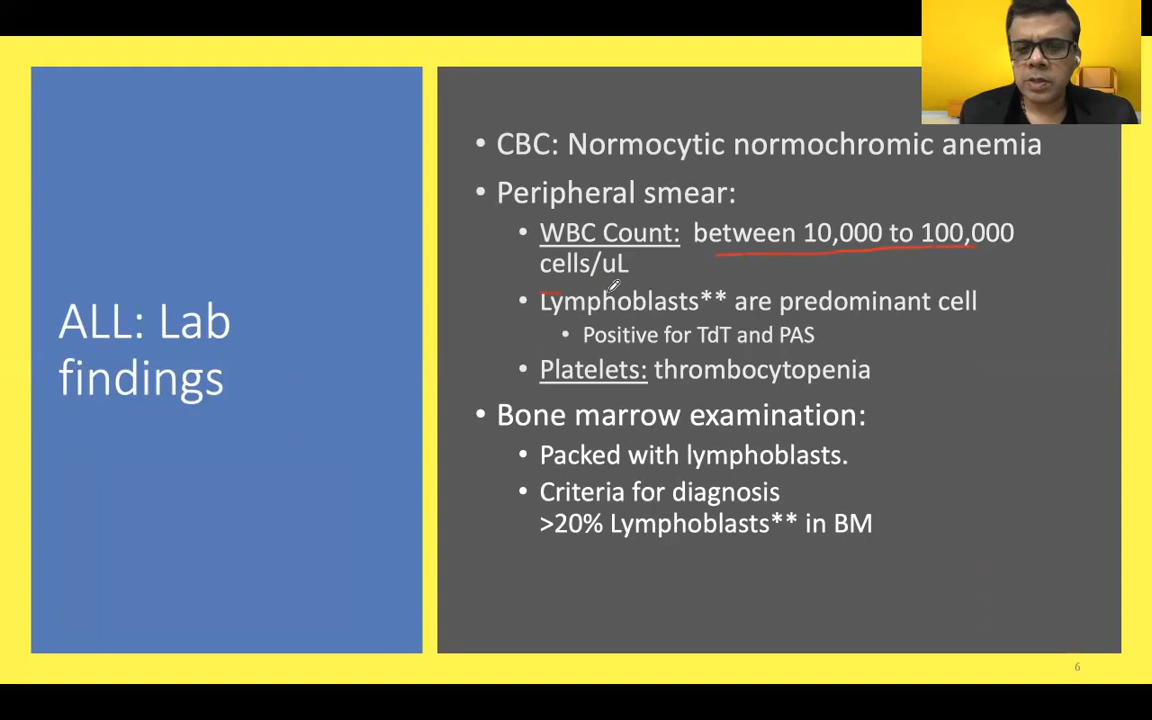 ALL: Lab
findings
• CBC: Normocytic normochromic anemia
• Peripheral smear:
• WBC Count: between 10,000 to 100,000
cells/uL
• Lymphoblasts** are predominant cell
• Positive for TdT and PAS
• Platelets: thrombocytopenia
• Bone marrow examination:
• Packed with lymphoblasts.
• Criteria for diagnosis
>20% Lymphoblasts** in BM
6